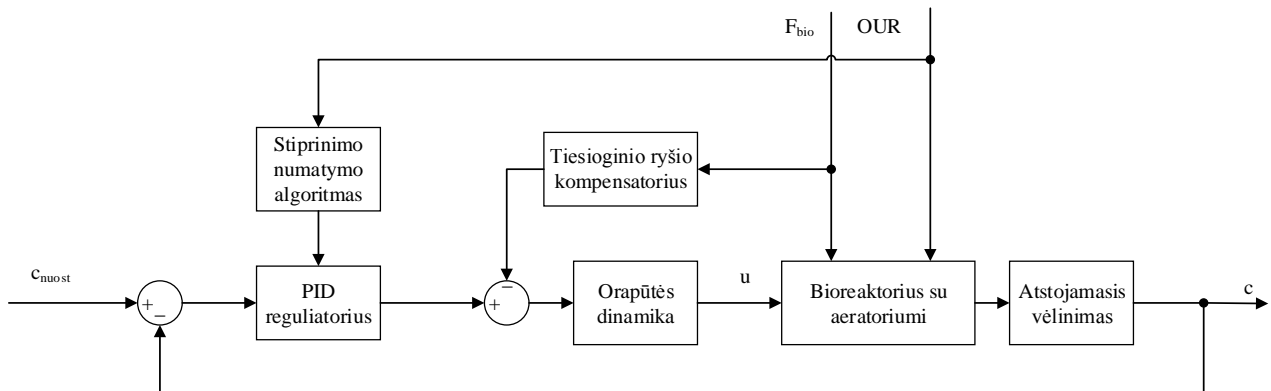 F_bio OUR
Stiprinimo
numatymo
algoritmas
Tiesioginio ryšio
kompensatorius
c_nuost
+
−
PID
reguliatorius
+
−
Orapūtės
dinamika
u
Bioreaktorius su
aeratoriumi
Atstojamasis
vėlinimas
c